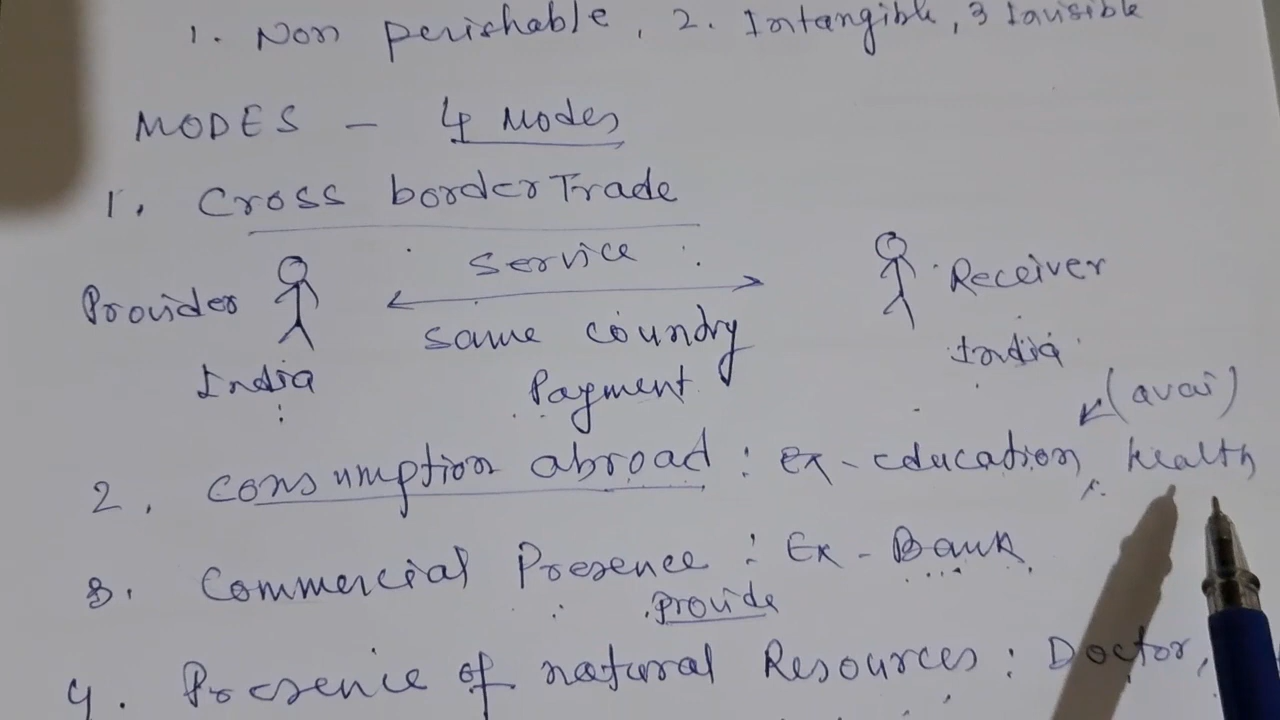 1. Non perishable, 2. Intangible, 3 Invisible
MODES - 4 Modes
1. Cross border Trade
Service
Provider
Receiver
same coundry
India
India
Payment
(avai)
2. consumption abroad : ex - education, health
3. Commercial Presence : Ex - Bank
provide
4. Presence of natural Resources : Doctor,